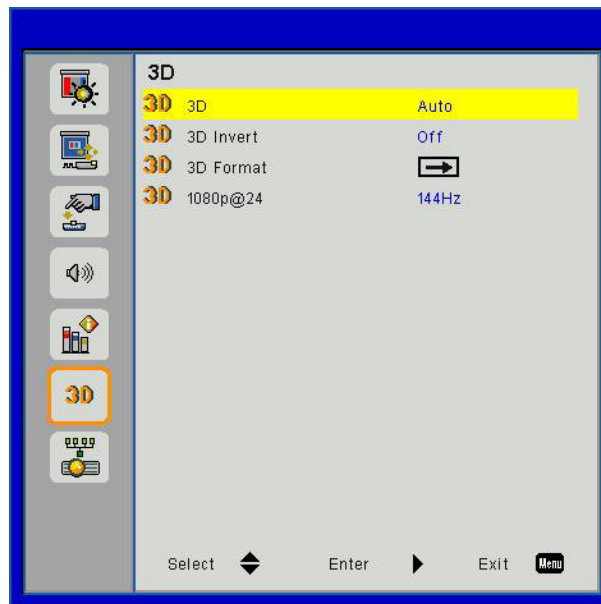 3D
3D 3D Auto
3D 3D Invert Off
3D 3D Format
3D 1080p@24 144Hz
3D
Select Enter Exit Menu